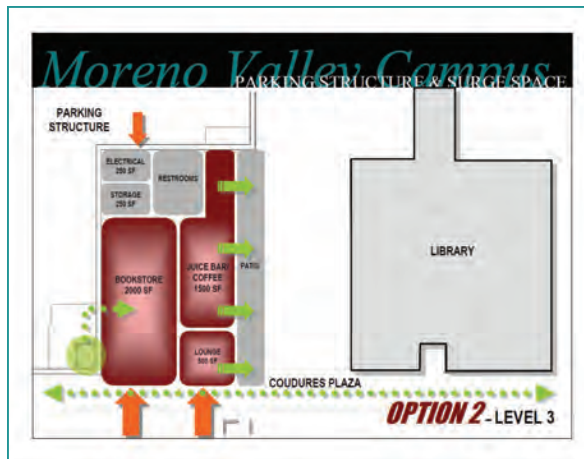 Moreno Valley Campus
PARKING STRUCTURE & SURGE SPACE
PARKING
STRUCTURE
ELECTRICAL
250 SF
RESTROOMS
STORAGE
250 SF
LIBRARY
BOOKSTORE
2000 SF
JUICE BAR/
COFFEE
1500 SF
PATIO
LOUNGE
500 SF
COUDURES PLAZA
OPTION 2 - LEVEL 3